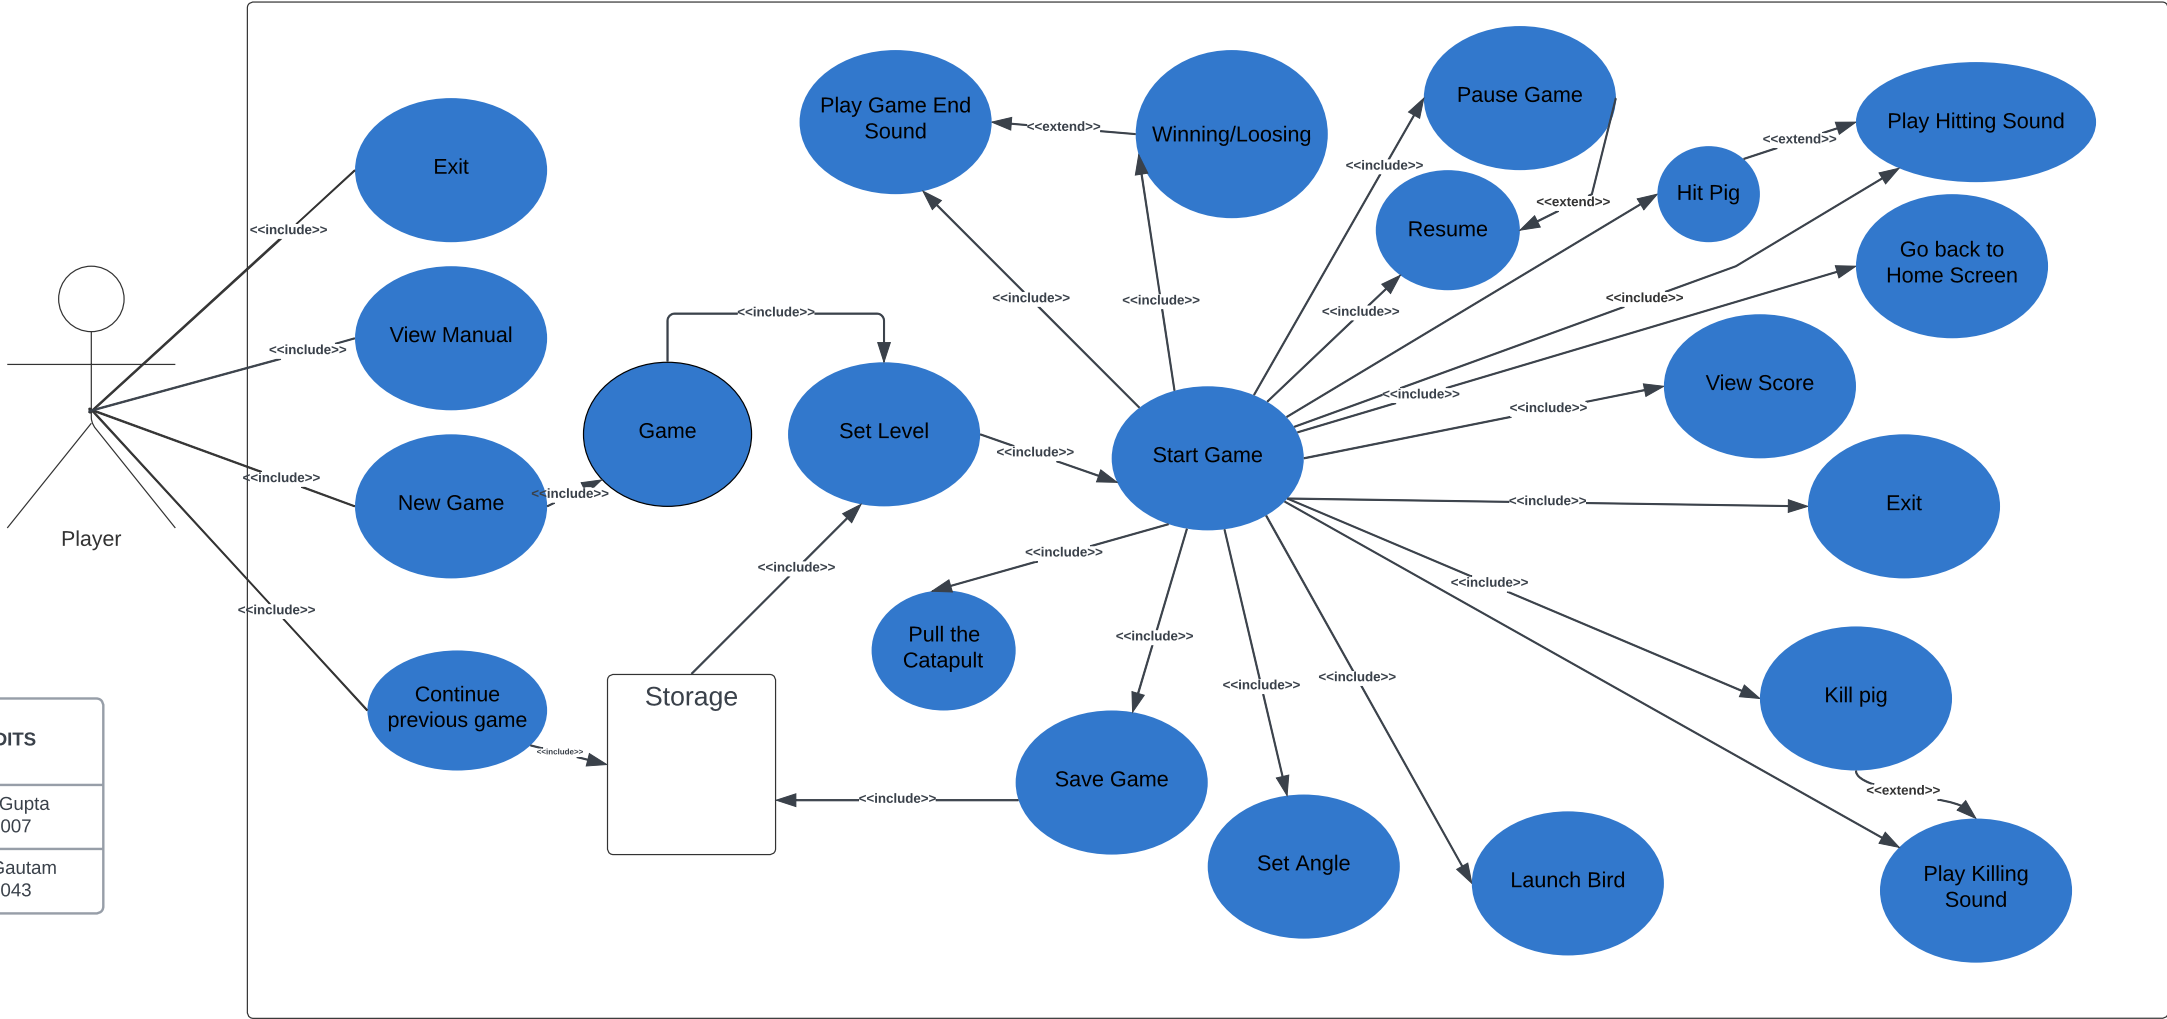 Play Game End
Sound
<<extend>>
Winning/Loosing
Pause Game
<<include>>
<<extend>>
Resume
Hit Pig
<<extend>>
Play Hitting Sound
Go back to
Home Screen
Exit
<<include>>
View Manual
<<include>>
New Game
<<include>>
<<include>>
Player
Game
<<include>>
Set Level
<<include>>
<<include>>
<<include>>
<<include>>
<<include>>
<<include>>
<<include>>
<<include>>
View Score
Start Game
<<include>>
Exit
<<include>>
<<include>>
Continue
previous game
<<include>>
Storage
<<include>>
Pull the
Catapult
<<include>>
<<include>>
<<include>>
<<include>>
Kill pig
<<extend>>
Save Game
<<include>>
Set Angle
Launch Bird
Play Killing
Sound
DITS
Gupta
007
Gautam
043